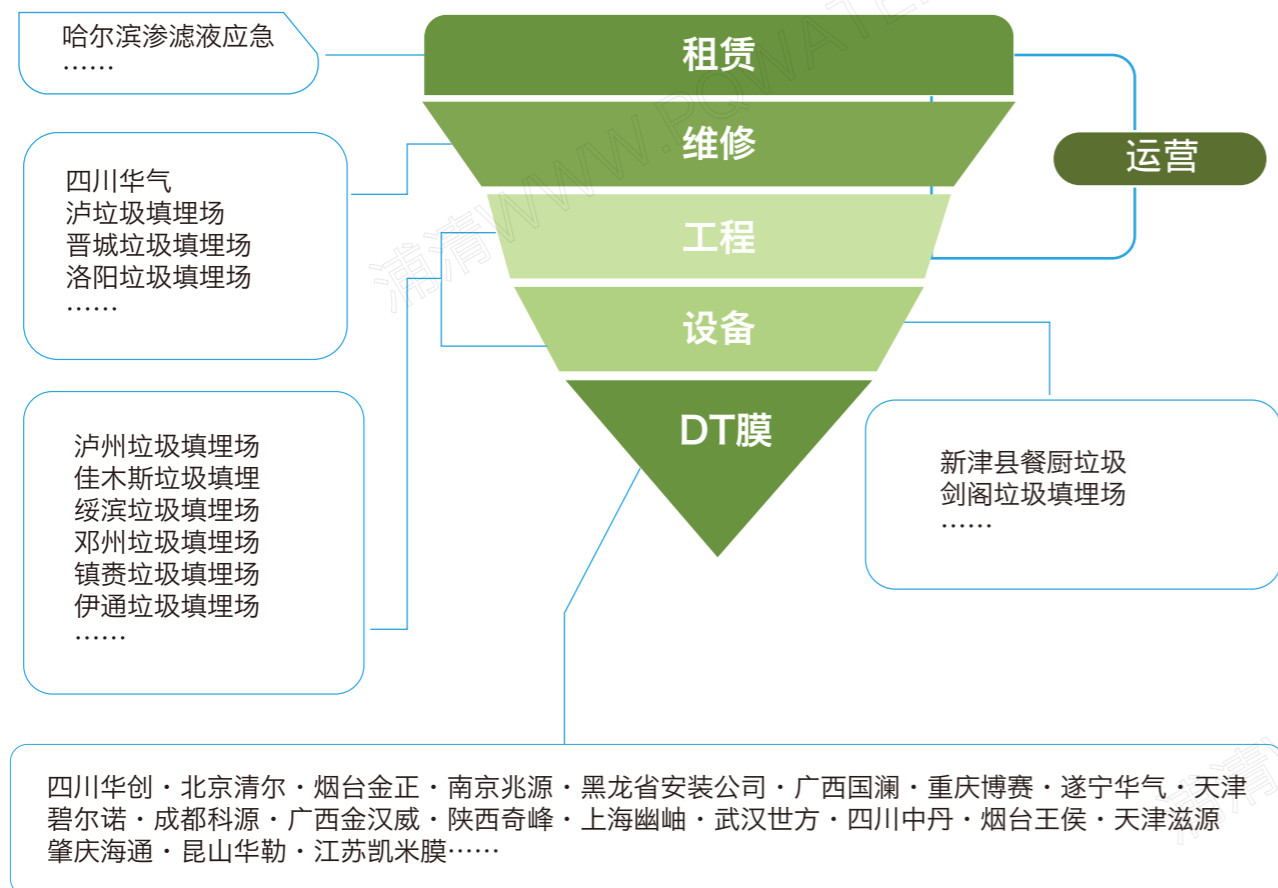 哈尔滨渗滤液应急
……
租赁
维修
运营
四川华气
泸垃圾填埋场
晋城垃圾填埋场
洛阳垃圾填埋场
……
工程
设备
DT膜
泸州垃圾填埋场
佳木斯垃圾填埋
绥滨垃圾填埋场
邓州垃圾填埋场
镇赉垃圾填埋场
伊通垃圾填埋场
……
新津县餐厨垃圾
剑阁垃圾填埋场
……
四川华创·北京清尔·烟台金正·南京兆源·黑龙省安装公司·广西国澜·重庆博赛·遂宁华气·天津
碧尔诺·成都科源·广西金汉威·陕西奇峰·上海幽岫·武汉世方·四川中丹·烟台王侯·天津滋源
肇庆海通·昆山华勒·江苏凯米膜……
浦清WWW.PQWATE
浦清W